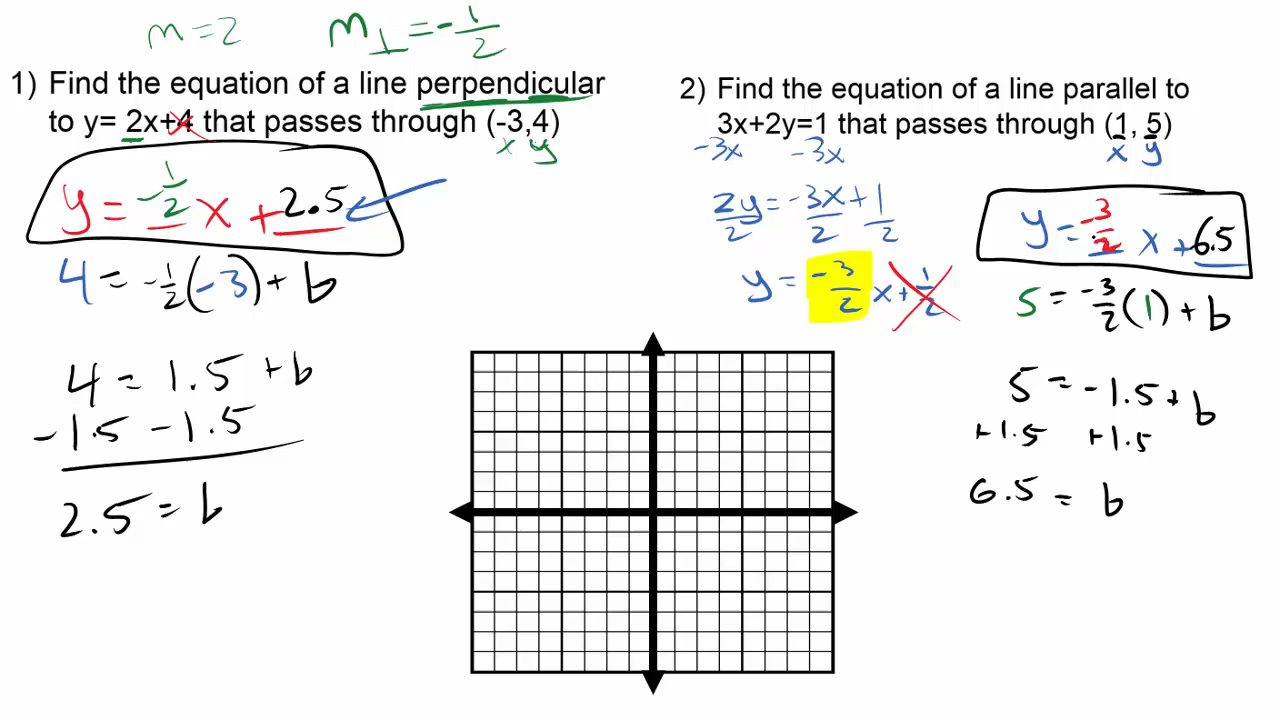 m=2 m⊥=-1/2
1) Find the equation of a line perpendicular
to y= 2x+4 that passes through (-3,4)
x y
y = -1/2 x + 2.5
4 = -1/2(-3) + b
4 = 1.5 + b
-1.5 -1.5
2.5 = b
2) Find the equation of a line parallel to
3x+2y=1 that passes through (1, 5)
-3x -3x x y
2y = -3x + 1
2 2 2
y = -3/2 x + 1/2
y = -3/2 x + 6.5
5 = -3/2(1) + b
5 = -1.5 + b
+1.5 +1.5
6.5 = b